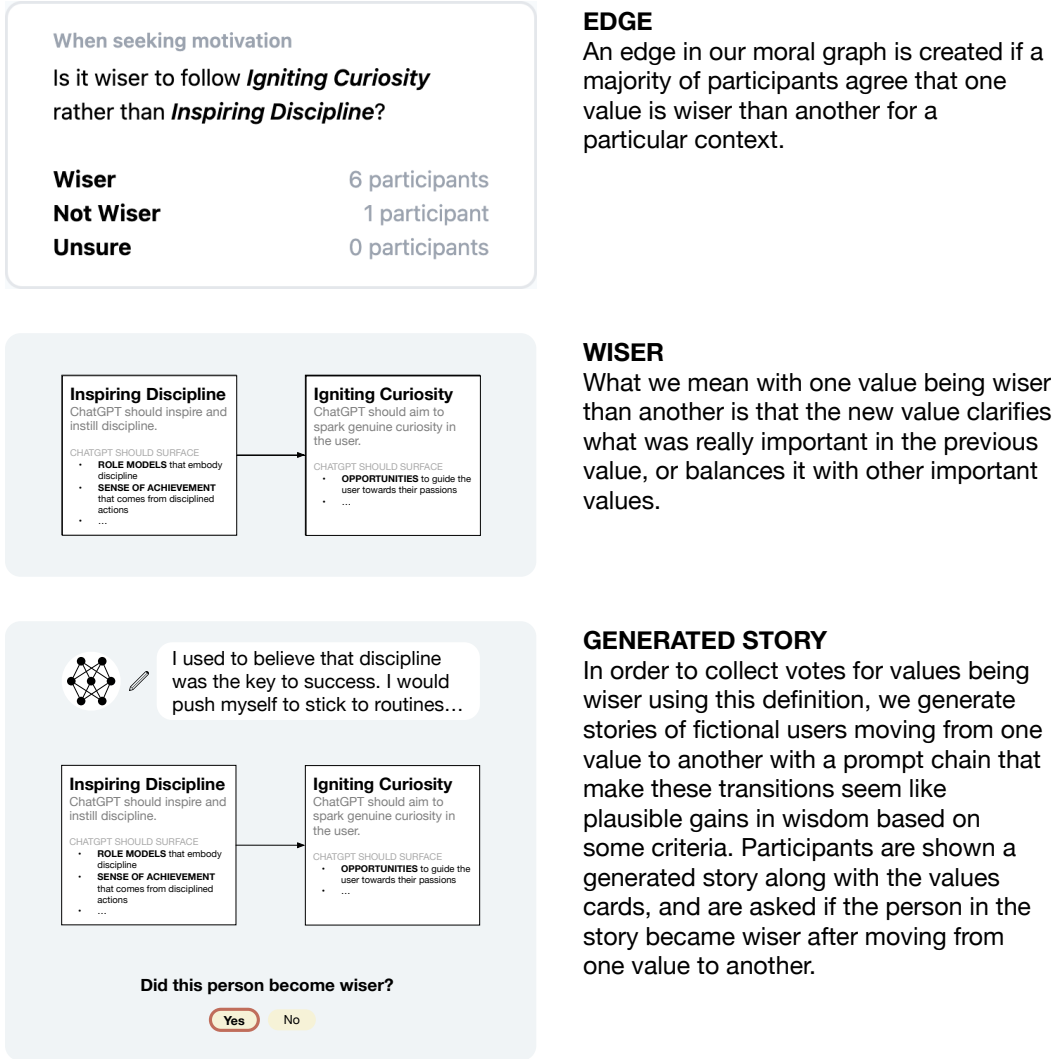 When seeking motivation
Is it wiser to follow Igniting Curiosity
rather than Inspiring Discipline?
Wiser 6 participants
Not Wiser 1 participant
Unsure 0 participants
EDGE
An edge in our moral graph is created if a
majority of participants agree that one
value is wiser than another for a
particular context.
Inspiring Discipline
ChatGPT should inspire and
instill discipline.
CHATGPT SHOULD SURFACE
• ROLE MODELS that embody
discipline
• SENSE OF ACHIEVEMENT
that comes from disciplined
actions
• ...
Igniting Curiosity
ChatGPT should aim to
spark genuine curiosity in
the user.
CHATGPT SHOULD SURFACE
• OPPORTUNITIES to guide the
user towards their passions
• ...
WISER
What we mean with one value being wiser
than another is that the new value clarifies
what was really important in the previous
value, or balances it with other important
values.
I used to believe that discipline
was the key to success. I would
push myself to stick to routines...
Inspiring Discipline
ChatGPT should inspire and
instill discipline.
CHATGPT SHOULD SURFACE
• ROLE MODELS that embody
discipline
• SENSE OF ACHIEVEMENT
that comes from disciplined
actions
• ...
Igniting Curiosity
ChatGPT should aim to
spark genuine curiosity in
the user.
CHATGPT SHOULD SURFACE
• OPPORTUNITIES to guide the
user towards their passions
• ...
Did this person become wiser?
Yes No
GENERATED STORY
In order to collect votes for values being
wiser using this definition, we generate
stories of fictional users moving from one
value to another with a prompt chain that
make these transitions seem like
plausible gains in wisdom based on
some criteria. Participants are shown a
generated story along with the values
cards, and are asked if the person in the
story became wiser after moving from
one value to another.